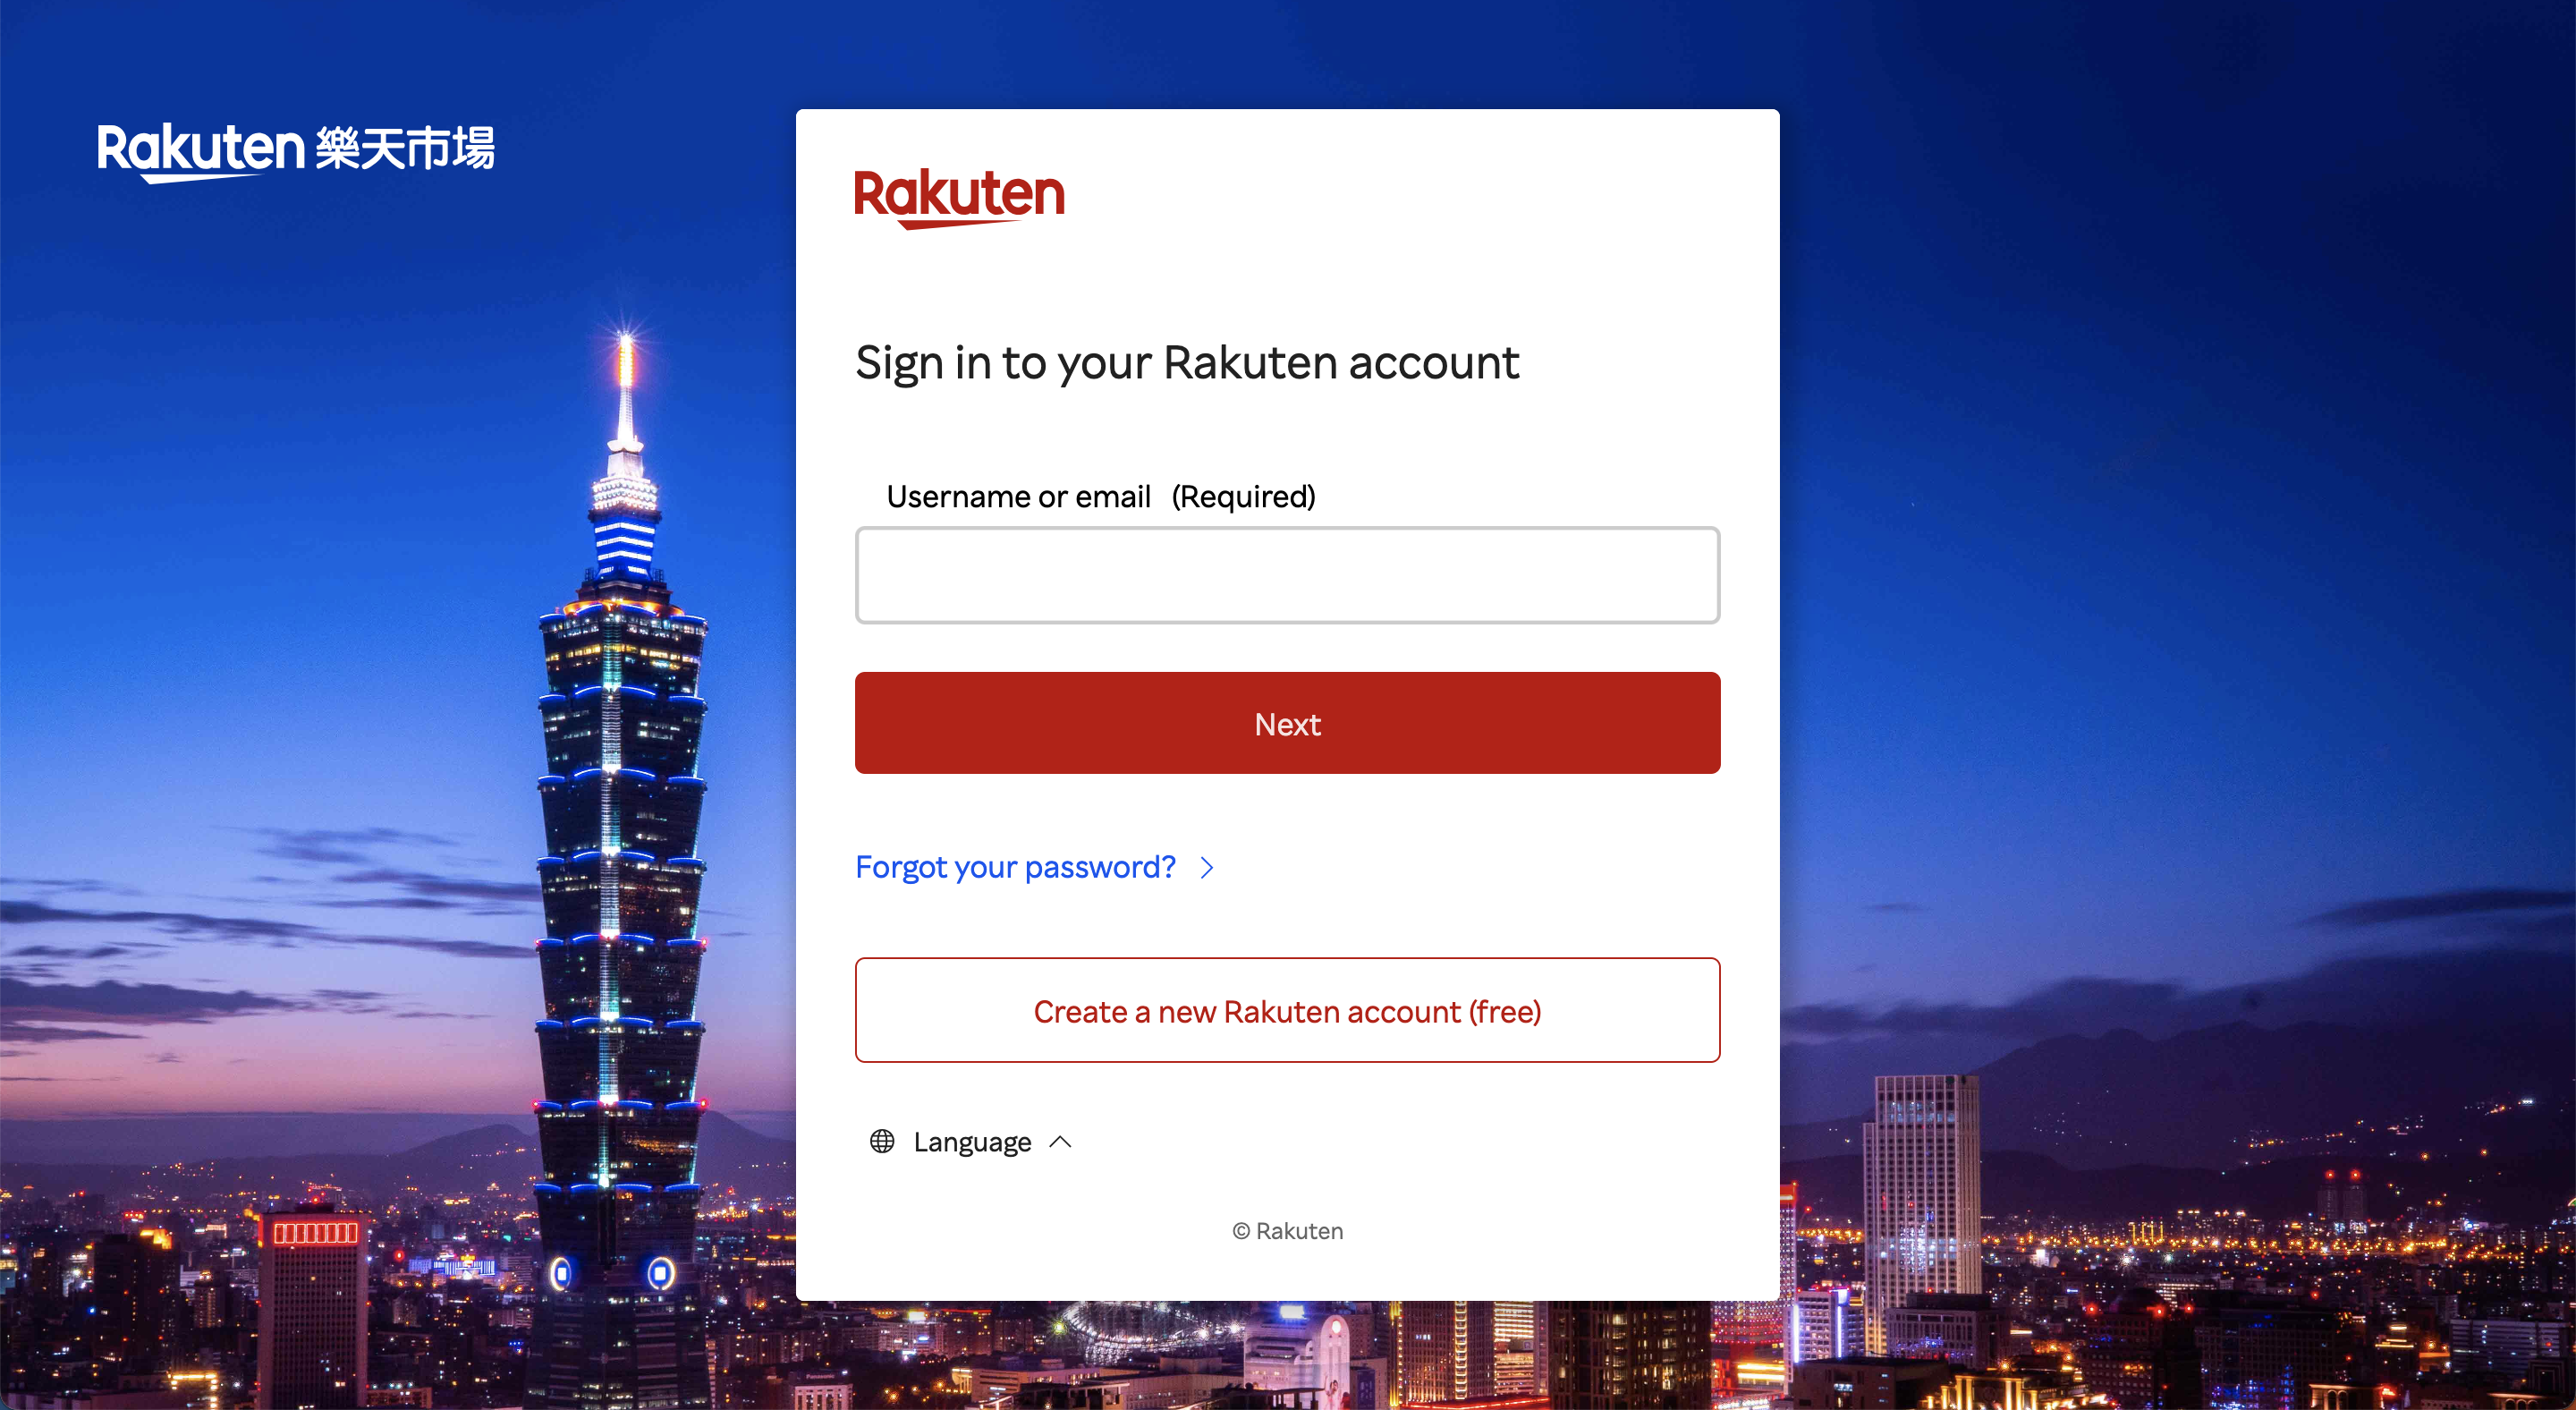 Rakuten 樂天市場
Rakuten
Sign in to your Rakuten account
Username or email (Required)
Next
Forgot your password?
Create a new Rakuten account (free)
Language
© Rakuten